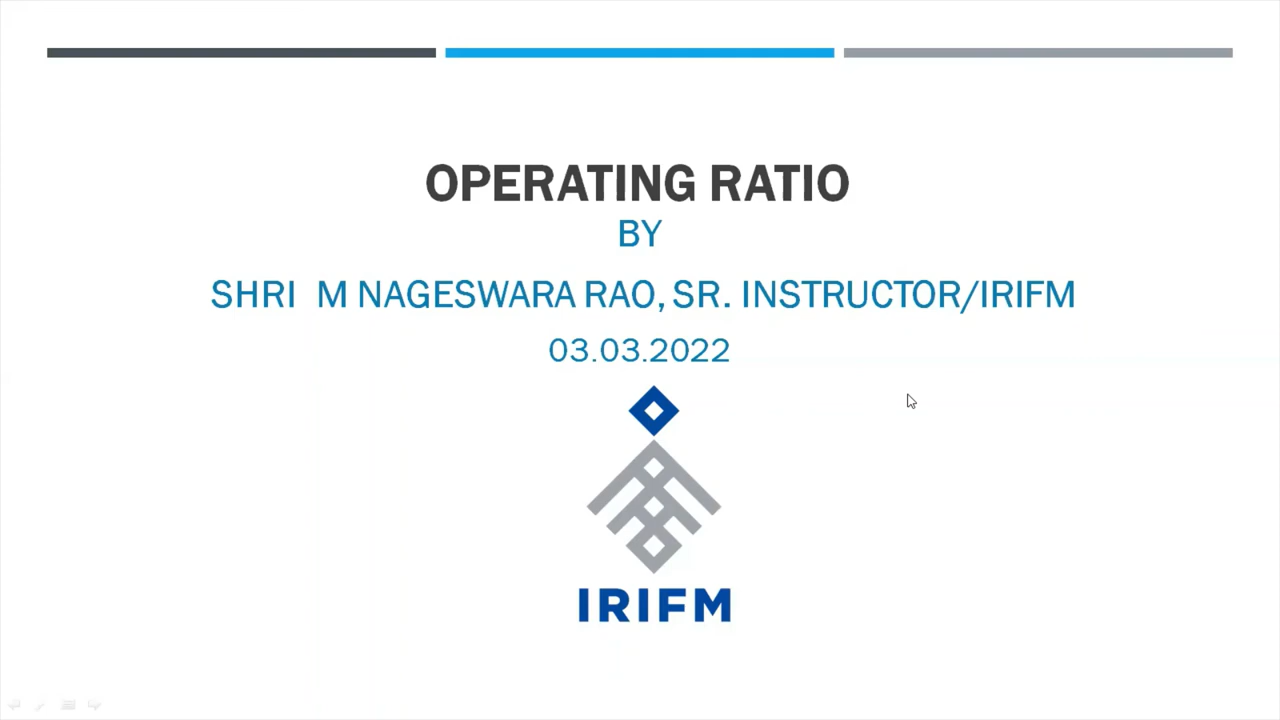 OPERATING RATIO
BY
SHRI M NAGESWARA RAO, SR. INSTRUCTOR/IRIFM
03.03.2022
IRIFM